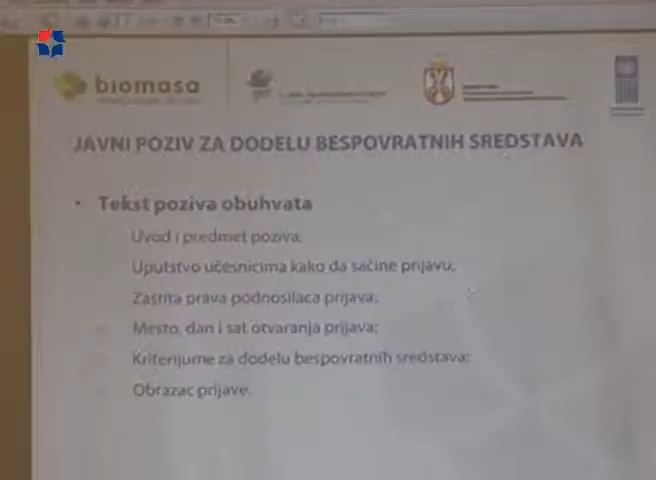 biomasa
JAVNI POZIV ZA DODELU BESPOVRATNIH SREDSTAVA
• Tekst poziva obuhvata
Uvod i predmet poziva;
Uputstvo učesnicima kako da sačine prijavu;
Zaštita prava podnosilaca prijava;
Mesto, dan i sat otvaranja prijava;
Kriterijume za dodelu bespovratnih sredstava;
Obrazac prijave.